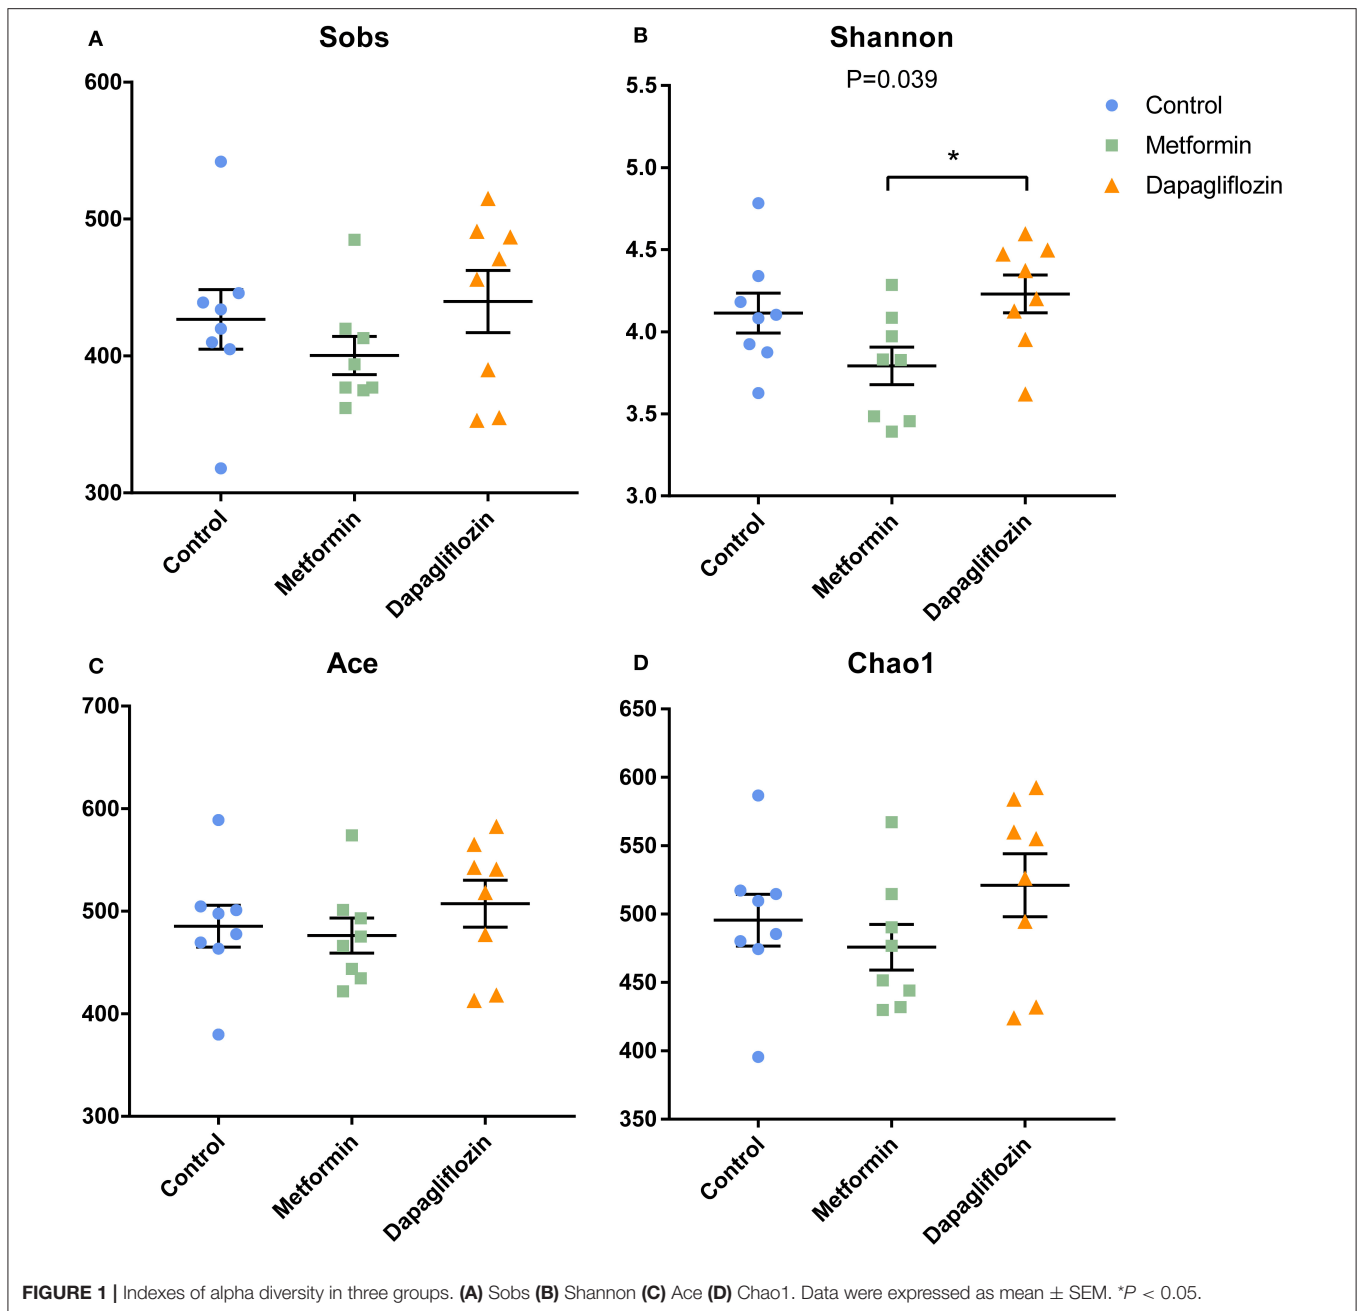 (A) Sobs
600
500
400
300
Control
Metformin
Dapagliflozin
(B) Shannon
P=0.039
5.5
5.0
4.5
4.0
3.5
3.0
*
Control
Metformin
Dapagliflozin
Control
Metformin
Dapagliflozin
(C) Ace
700
600
500
400
300
Control
Metformin
Dapagliflozin
(D) Chao1
650
600
550
500
450
400
350
Control
Metformin
Dapagliflozin
FIGURE 1 | Indexes of alpha diversity in three groups. (A) Sobs (B) Shannon (C) Ace (D) Chao1. Data were expressed as mean ± SEM. *P < 0.05.